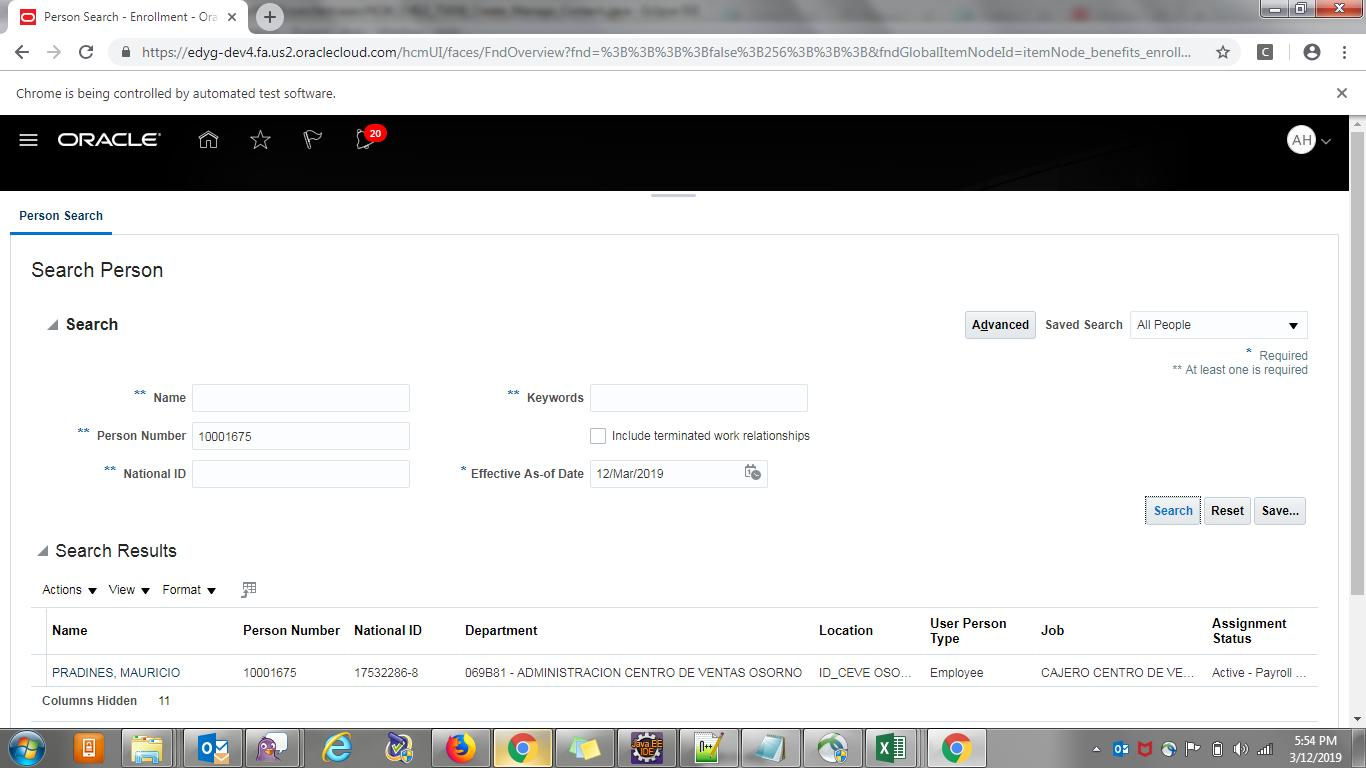 Person Search - Enrollment - Ora
https://edyg-dev4.fa.us2.oraclecloud.com/hcmUI/faces/FndOverview?fnd=%3B%3B%3B%3Bfalse%3B256%3B%3B%3B&fndGlobalItemNodeId=itemNode_benefits_enroll...
C
Chrome is being controlled by automated test software.
ORACLE
20
AH
Person Search
Search Person
Search
Advanced Saved Search All People
* Required
** At least one is required
** Name ** Keywords
** Person Number 10001675 Include terminated work relationships
** National ID * Effective As-of Date 12/Mar/2019
Search Reset Save...
Search Results
Actions View Format
Name Person Number National ID Department Location User Person Type Job Assignment Status
PRADINES, MAURICIO 10001675 17532286-8 069B81 - ADMINISTRACION CENTRO DE VENTAS OSORNO ID_CEVE OSO... Employee CAJERO CENTRO DE VE... Active - Payroll ...
Columns Hidden 11
Java EE
IDE
5:54 PM
3/12/2019